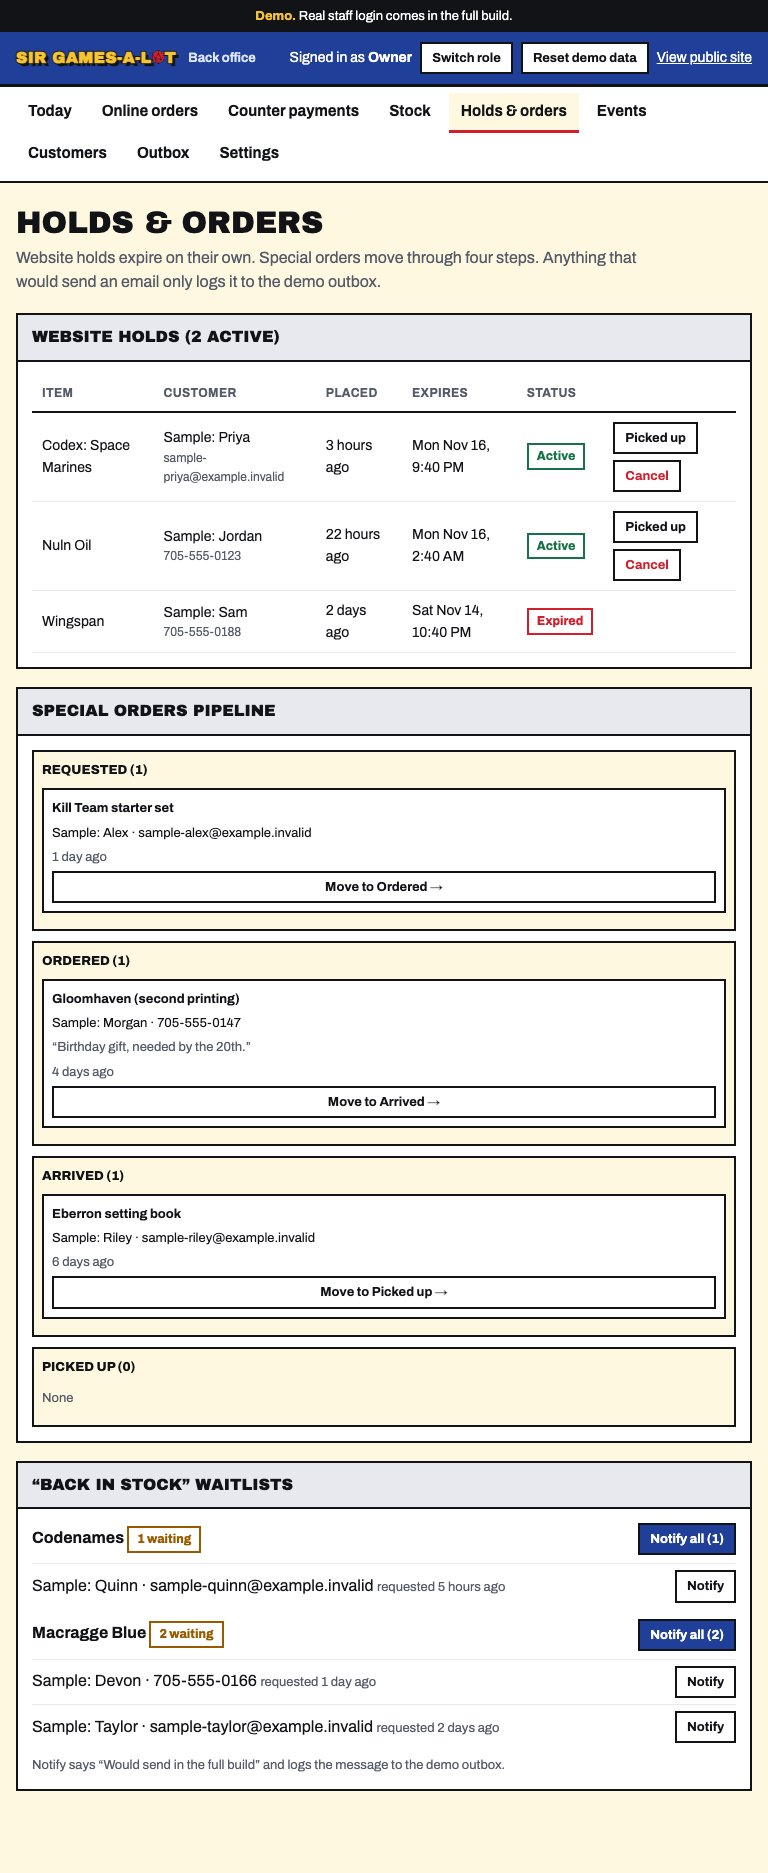 Demo. Real staff login comes in the full build.
SIR GAMES-A-LOT Back office Signed in as Owner Switch role Reset demo data View public site
Today Online orders Counter payments Stock Holds & orders Events
Customers Outbox Settings
HOLDS & ORDERS
Website holds expire on their own. Special orders move through four steps. Anything that
would send an email only logs it to the demo outbox.
WEBSITE HOLDS (2 ACTIVE)
ITEM CUSTOMER PLACED EXPIRES STATUS
Codex: Space Marines Sample: Priya sample-priya@example.invalid 3 hours ago Mon Nov 16, 9:40 PM Active Picked up Cancel
Nuln Oil Sample: Jordan 705-555-0123 22 hours ago Mon Nov 16, 2:40 AM Active Picked up Cancel
Wingspan Sample: Sam 705-555-0188 2 days ago Sat Nov 14, 10:40 PM Expired
SPECIAL ORDERS PIPELINE
REQUESTED (1)
Kill Team starter set
Sample: Alex · sample-alex@example.invalid
1 day ago
Move to Ordered →
ORDERED (1)
Gloomhaven (second printing)
Sample: Morgan · 705-555-0147
“Birthday gift, needed by the 20th.”
4 days ago
Move to Arrived →
ARRIVED (1)
Eberron setting book
Sample: Riley · sample-riley@example.invalid
6 days ago
Move to Picked up →
PICKED UP (0)
None
“BACK IN STOCK” WAITLISTS
Codenames 1 waiting Notify all (1)
Sample: Quinn · sample-quinn@example.invalid requested 5 hours ago Notify
Macragge Blue 2 waiting Notify all (2)
Sample: Devon · 705-555-0166 requested 1 day ago Notify
Sample: Taylor · sample-taylor@example.invalid requested 2 days ago Notify
Notify says “Would send in the full build” and logs the message to the demo outbox.